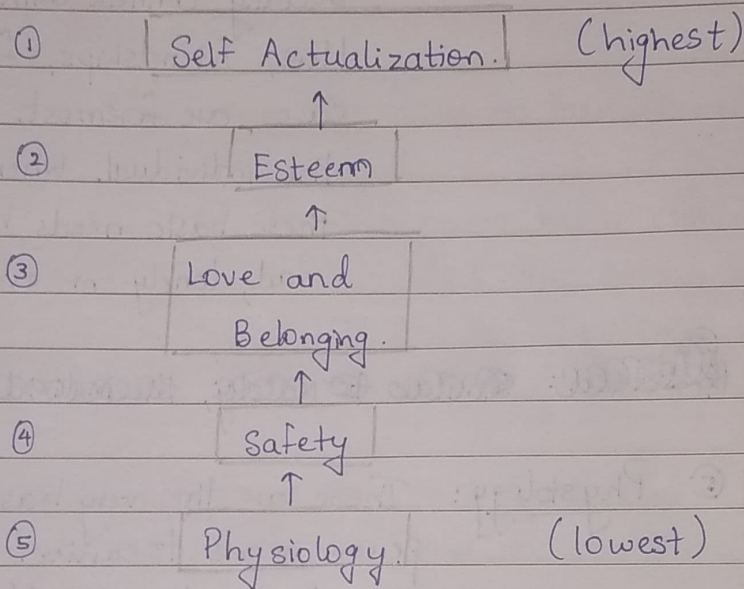 ① Self Actualization. (highest)
↑
② Esteem
↑
③ Love and
Belonging.
↑
④ Safety
↑
⑤ Physiology. (lowest)